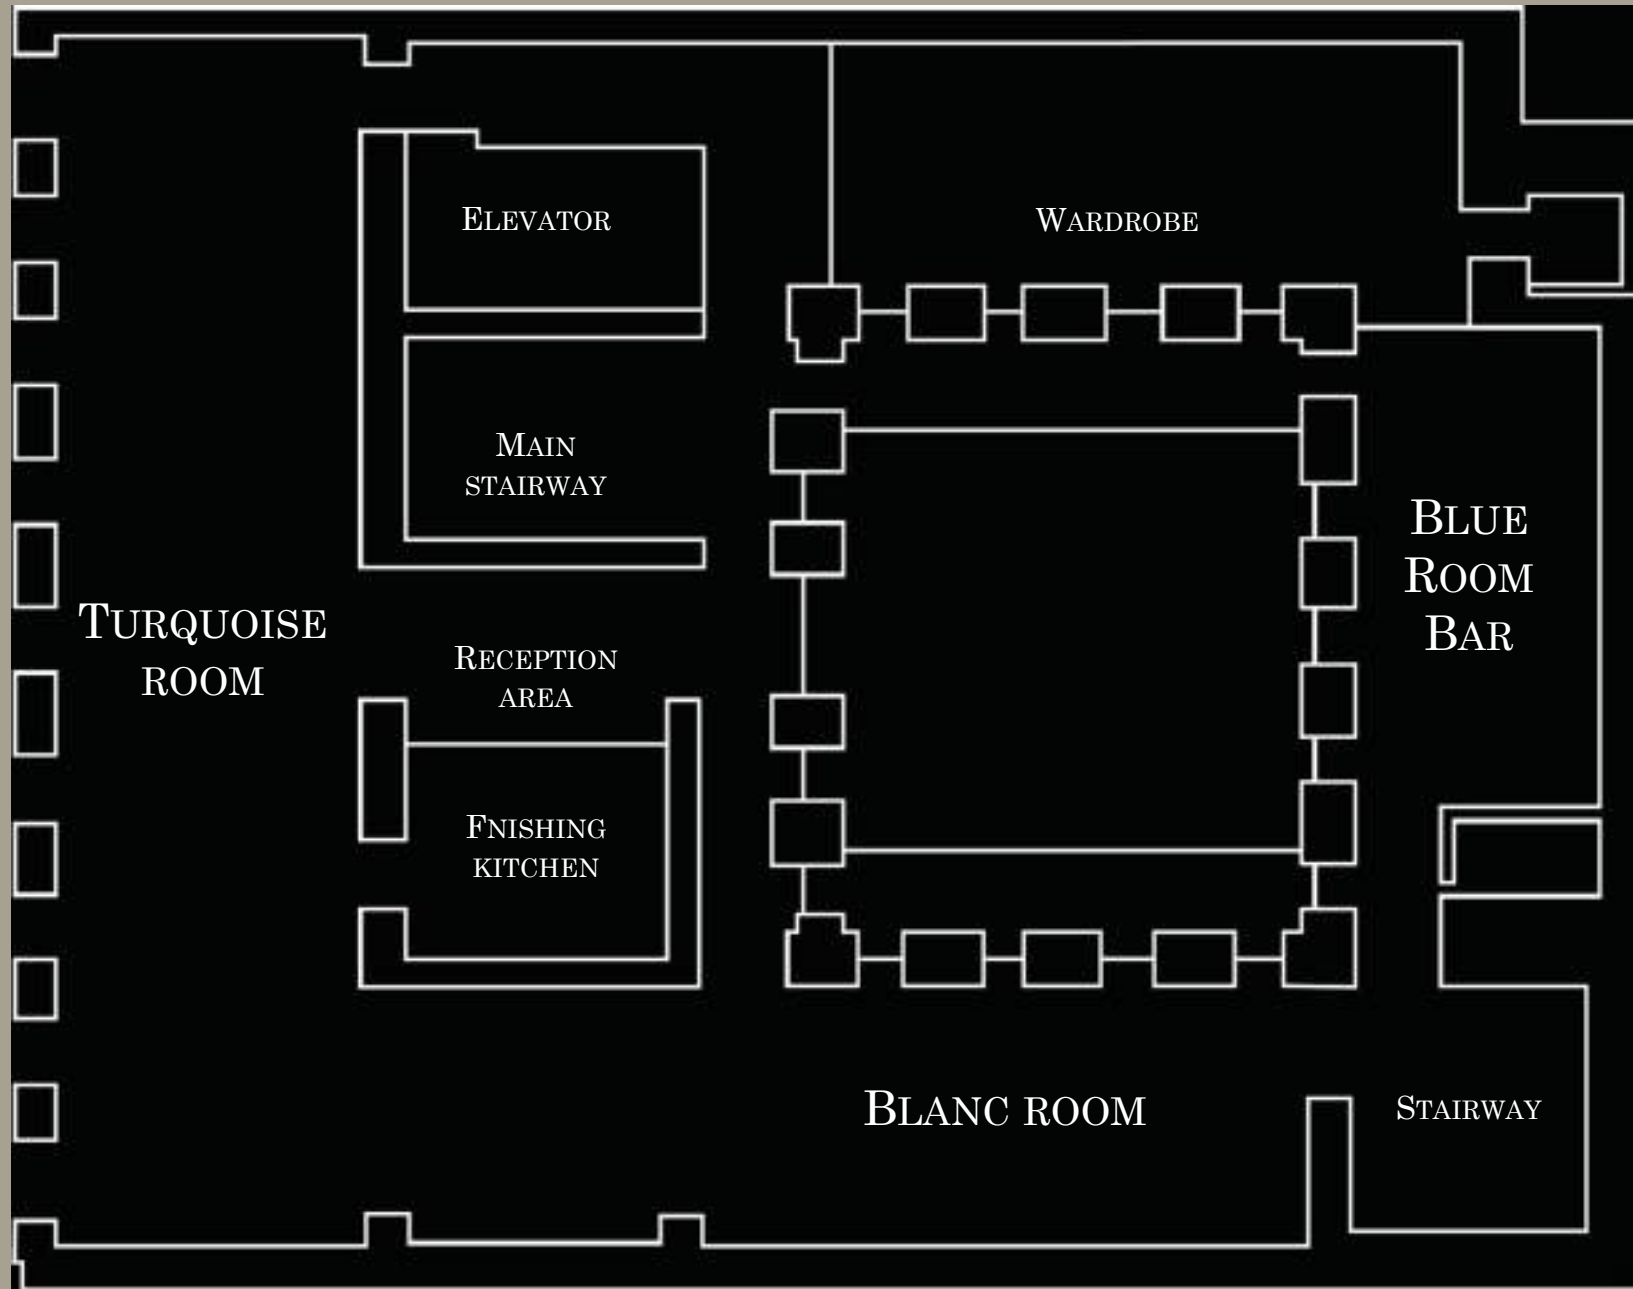 ELEVATOR
WARDROBE
MAIN
STAIRWAY
BLUE
ROOM
BAR
TURQUOISE
ROOM
RECEPTION
AREA
FNISHING
KITCHEN
BLANC ROOM
STAIRWAY